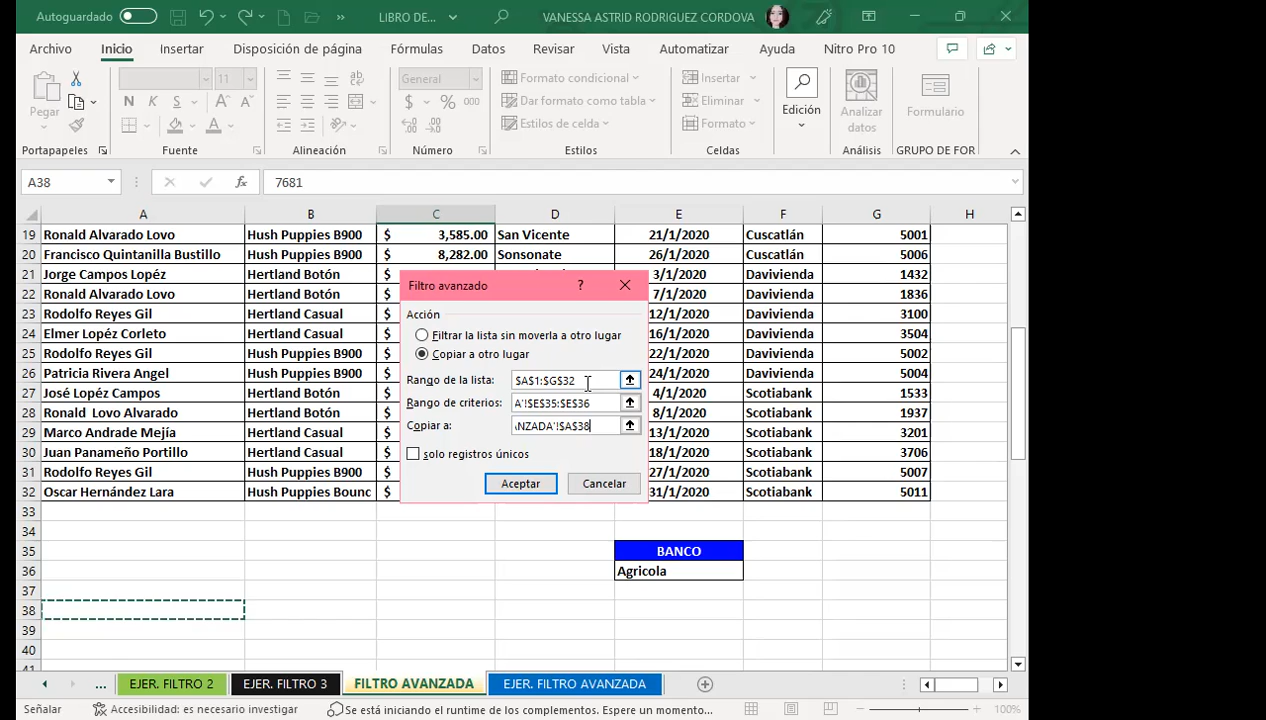 Autoguardado
LIBRO DE...
VANESSA ASTRID RODRIGUEZ CORDOVA
Archivo Inicio Insertar Disposición de página Fórmulas Datos Revisar Vista Automatizar Ayuda Nitro Pro 10
Pegar
11
N K S
General
$ % 000
Formato condicional
Dar formato como tabla
Estilos de celda
Insertar
Eliminar
Formato
Edición
Analizar datos
Formulario
Portapapeles Fuente Alineación Número Estilos Celdas Análisis GRUPO DE FOR
A38 fx 7681
A B C D E F G H
19 Ronald Alvarado Lovo Hush Puppies B900 $ 3,585.00 San Vicente 21/1/2020 Cuscatlán 5001
20 Francisco Quintanilla Bustillo Hush Puppies B900 $ 8,282.00 Sonsonate 26/1/2020 Cuscatlán 5006
21 Jorge Campos Lopéz Hertland Botón $ 3/1/2020 Davivienda 1432
22 Ronald Alvarado Lovo Hertland Botón $ 7/1/2020 Davivienda 1836
23 Rodolfo Reyes Gil Hertland Casual $ 12/1/2020 Davivienda 3100
24 Elmer Lopéz Corleto Hertland Casual $ 16/1/2020 Davivienda 3504
25 Rodolfo Reyes Gil Hush Puppies B900 $ 22/1/2020 Davivienda 5002
26 Patricia Rivera Angel Hush Puppies B900 $ 24/1/2020 Davivienda 5004
27 José Lopéz Campos Hertland Botón $ 4/1/2020 Scotiabank 1533
28 Ronald Alvarado Lovo Hertland Botón $ 8/1/2020 Scotiabank 1937
29 Marco Andrade Mejía Hertland Casual $ 13/1/2020 Scotiabank 3201
30 Juan Panameño Portillo Hertland Casual $ 18/1/2020 Scotiabank 3706
31 Rodolfo Reyes Gil Hush Puppies B900 $ 27/1/2020 Scotiabank 5007
32 Oscar Hernández Lara Hush Puppies Bounc $ 31/1/2020 Scotiabank 5011
33
34
35 BANCO
36 Agricola
37
38
39
40
41
Filtro avanzado ?
Acción
Filtrar la lista sin moverla a otro lugar
Copiar a otro lugar
Rango de la lista: $A$1:$G$32
Rango de criterios: A'!$E$35:$E$36
Copiar a: NZADA'!$A$38
solo registros únicos
Aceptar Cancelar
... EJER. FILTRO 2 EJER. FILTRO 3 FILTRO AVANZADA EJER. FILTRO AVANZADA
Señalar Accesibilidad: es necesario investigar Se está iniciando el runtime de los complementos. Espere un momento... 100%